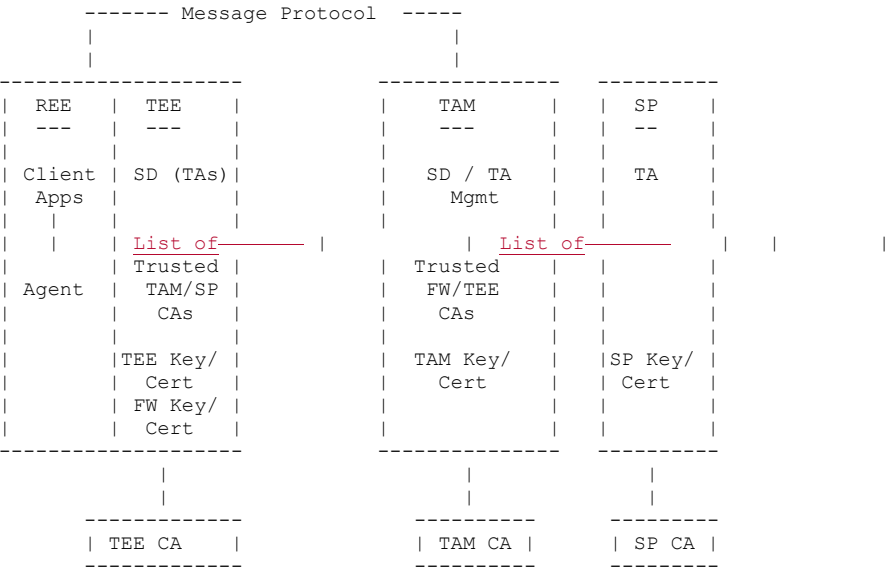 ------- Message Protocol -----
| |
| |
-------------------- --------------- ----------
| REE | TEE | | TAM | | SP |
| --- | --- | | --- | | -- |
| | | | | | |
| Client | SD (TAs)| | SD / TA | | TA |
| Apps | | | Mgmt | | |
| | | | | | | |
| | | List of | | List of | | |
| | Trusted | | Trusted | | |
| Agent | TAM/SP | | FW/TEE | | |
| | CAs | | CAs | | |
| | | | | | |
| |TEE Key/ | | TAM Key/ | |SP Key/ |
| | Cert | | Cert | | Cert |
| | FW Key/ | | | | |
| | Cert | | | | |
-------------------- --------------- ----------
| | |
| | |
------------- ---------- ---------
| TEE CA | | TAM CA | | SP CA |
------------- ---------- ---------